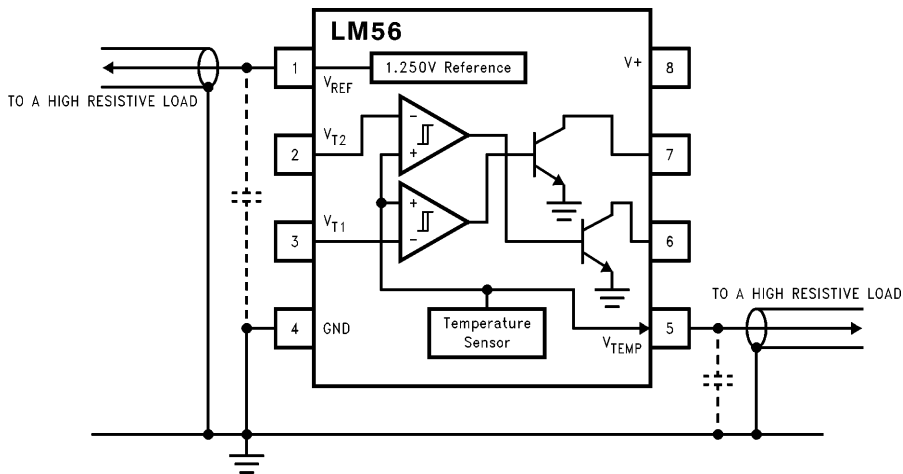 LM56
1
1.250V Reference
V+
8
VREF
TO A HIGH RESISTIVE LOAD
VT2
2
−
+
7
VT1
3
+
−
6
TO A HIGH RESISTIVE LOAD
4
GND
Temperature
Sensor
5
VTEMP